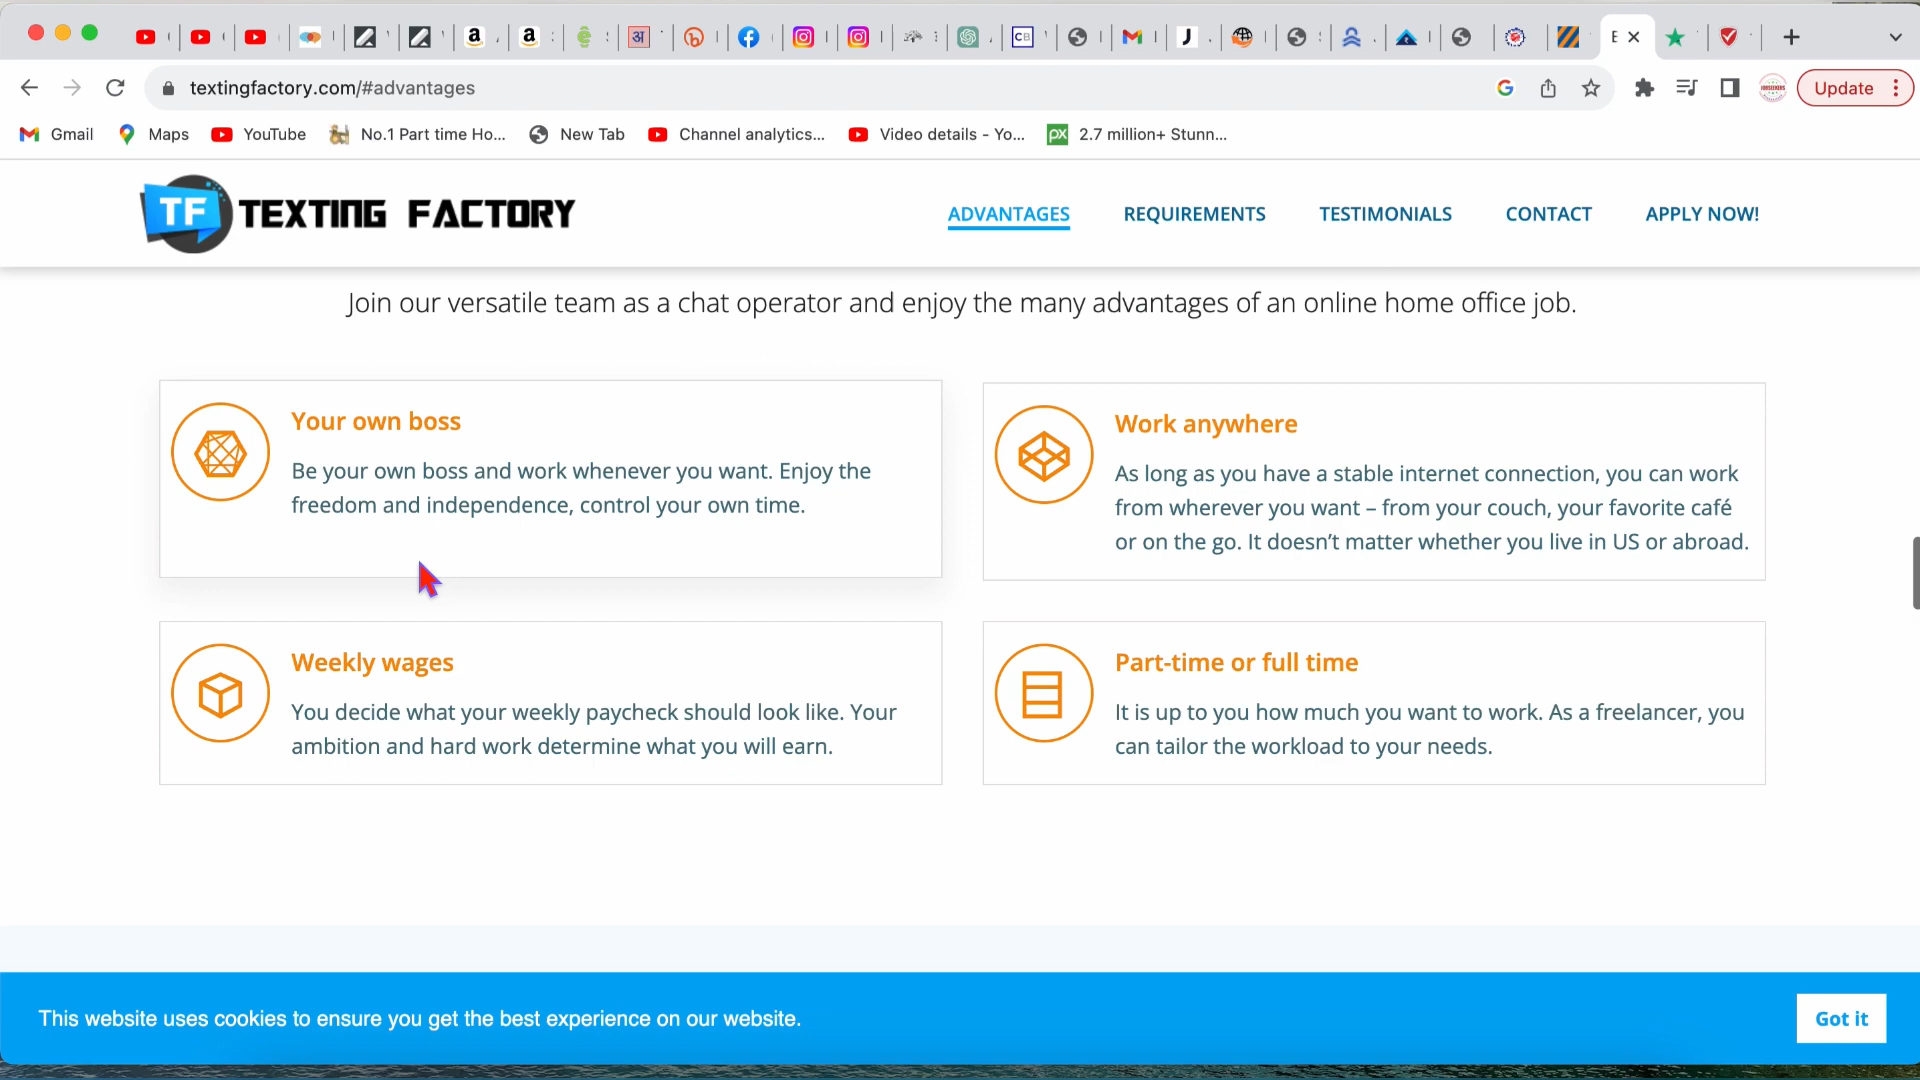 E
textingfactory.com/#advantages
Update
Gmail
Maps
YouTube
No.1 Part time Ho...
New Tab
Channel analytics...
Video details - Yo...
2.7 million+ Stunn...
TF TEXTING FACTORY
ADVANTAGES
REQUIREMENTS
TESTIMONIALS
CONTACT
APPLY NOW!
Join our versatile team as a chat operator and enjoy the many advantages of an online home office job.
Your own boss
Be your own boss and work whenever you want. Enjoy the
freedom and independence, control your own time.
Work anywhere
As long as you have a stable internet connection, you can work
from wherever you want – from your couch, your favorite café
or on the go. It doesn’t matter whether you live in US or abroad.
Weekly wages
You decide what your weekly paycheck should look like. Your
ambition and hard work determine what you will earn.
Part-time or full time
It is up to you how much you want to work. As a freelancer, you
can tailor the workload to your needs.
This website uses cookies to ensure you get the best experience on our website.
Got it